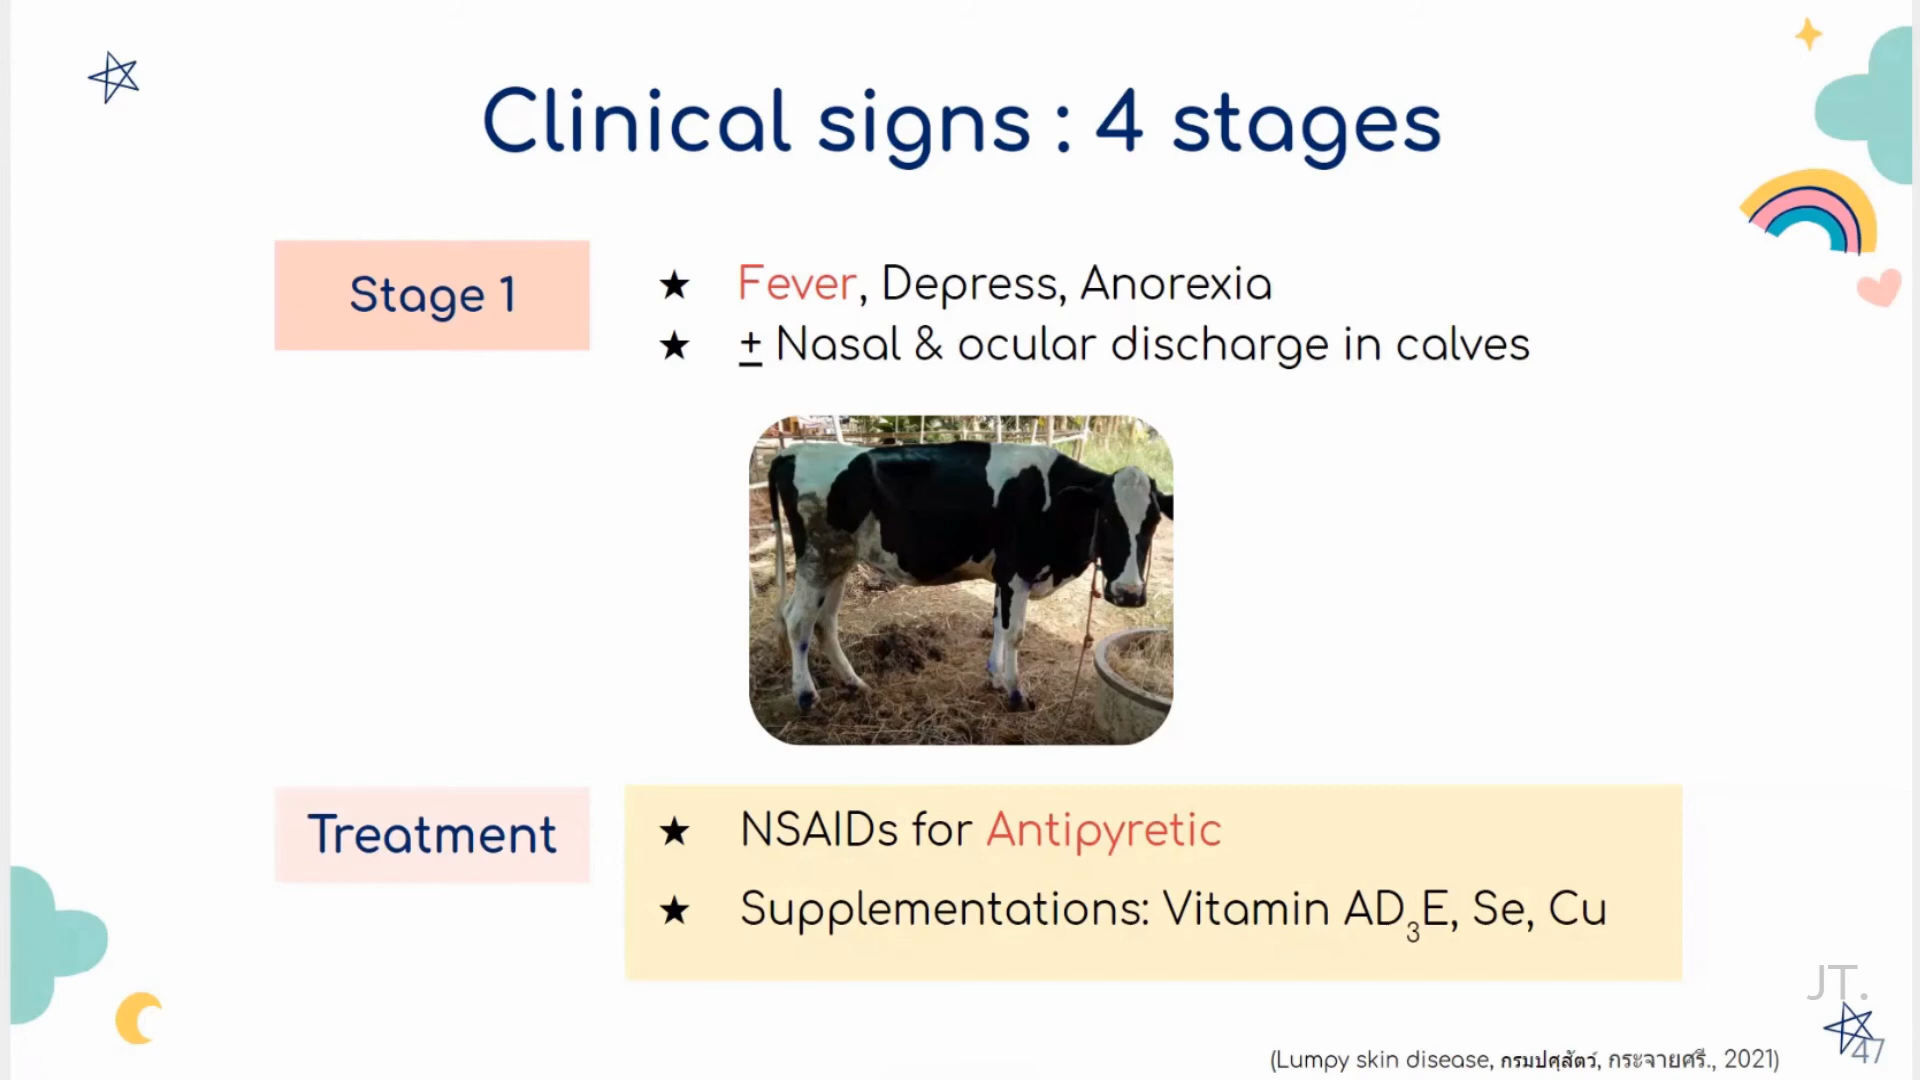 Clinical signs : 4 stages
Stage 1
★ Fever, Depress, Anorexia
★ ± Nasal & ocular discharge in calves
Treatment
★ NSAIDs for Antipyretic
★ Supplementations: Vitamin AD₃E, Se, Cu
JT.
(Lumpy skin disease, กรมปศุสัตว์, กระจายศรี., 2021)
47